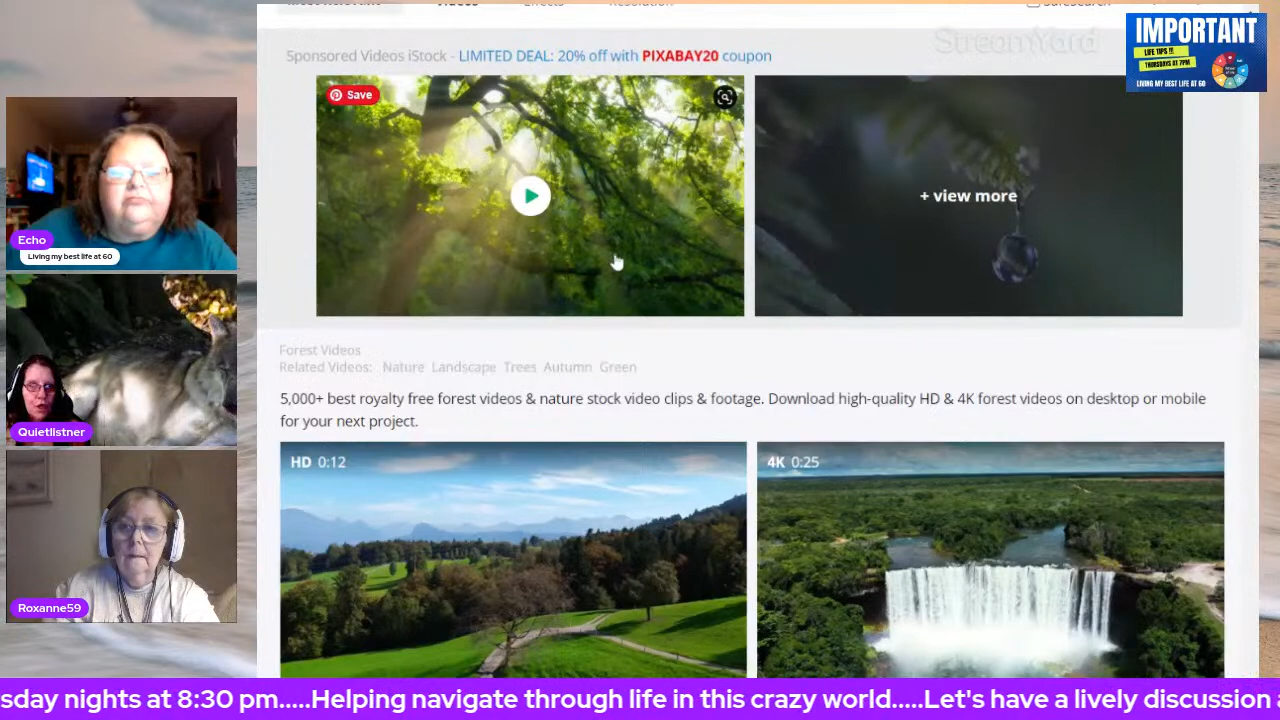 StreamYard
IMPORTANT
LIFE TIPS !!!
THURSDAYS AT 7PM
LIVING MY BEST LIFE AT 60
Sponsored Videos iStock - LIMITED DEAL: 20% off with PIXABAY20 coupon
Save
+ view more
Echo
Living my best life at 60
Forest Videos
Related Videos: Nature Landscape Trees Autumn Green
5,000+ best royalty free forest videos & nature stock video clips & footage. Download high-quality HD & 4K forest videos on desktop or mobile
for your next project.
Quietlistner
HD 0:12
4K 0:25
Roxanne59
sday nights at 8:30 pm.....Helping navigate through life in this crazy world.....Let's have a lively discussion